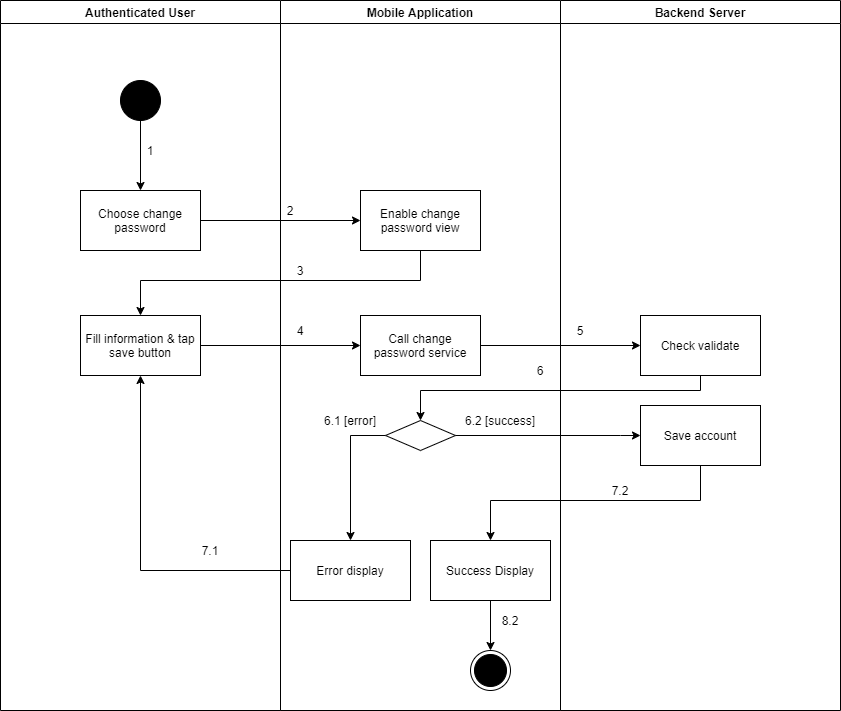 Authenticated User
Mobile Application
Backend Server
1
Choose change
password
2
Enable change
password view
3
Fill information & tap
save button
4
Call change
password service
5
Check validate
6
6.1 [error]
6.2 [success]
Save account
7.2
7.1
Error display
Success Display
8.2